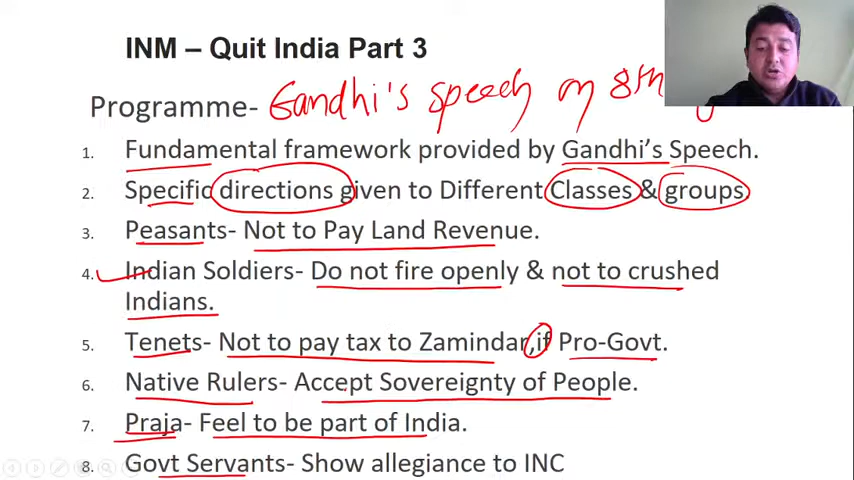 INM – Quit India Part 3
Programme- Gandhi's speech on 8th
1. Fundamental framework provided by Gandhi's Speech.
2. Specific directions given to Different Classes & groups.
3. Peasants- Not to Pay Land Revenue.
4. Indian Soldiers- Do not fire openly & not to crushed
Indians.
5. Tenets- Not to pay tax to Zamindar,if Pro-Govt.
6. Native Rulers- Accept Sovereignty of People.
7. Praja- Feel to be part of India.
8. Govt Servants- Show allegiance to INC